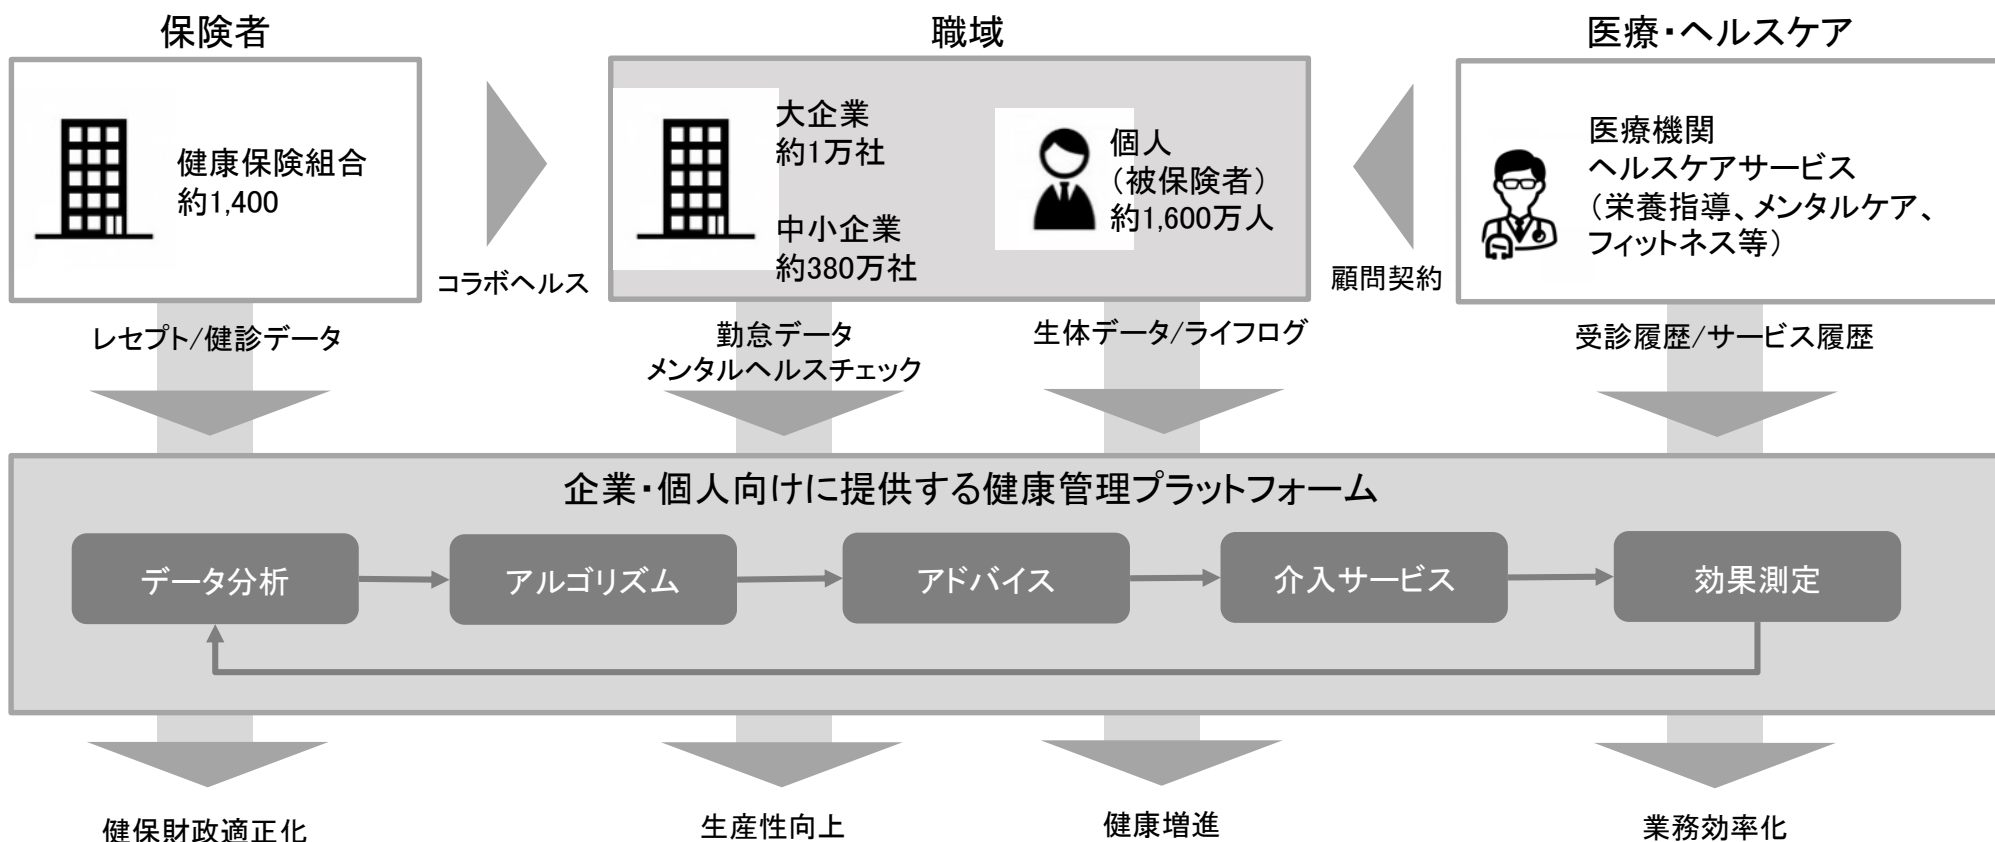 保険者
職域
医療・ヘルスケア
健康保険組合
約1,400
大企業
約1万社
中小企業
約380万社
個人
（被保険者）
約1,600万人
医療機関
ヘルスケアサービス
（栄養指導、メンタルケア、
フィットネス等）
コラボヘルス
顧問契約
レセプト/健診データ
勤怠データ
メンタルヘルスチェック
生体データ/ライフログ
受診履歴/サービス履歴
企業・個人向けに提供する健康管理プラットフォーム
データ分析
アルゴリズム
アドバイス
介入サービス
効果測定
健保財政適正化
生産性向上
健康増進
業務効率化